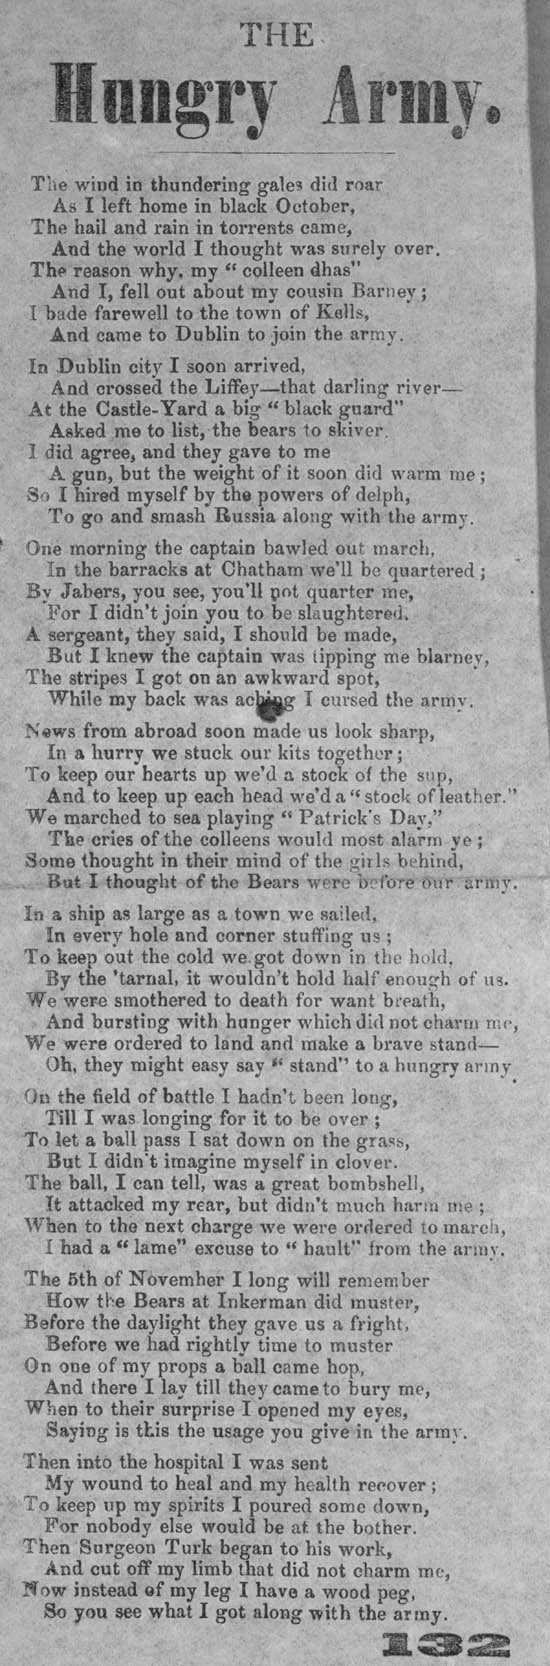 THE
Hungry Army.
The wind in thundering gales did roar
As I left home in black October,
The hail and rain in torrents came,
And the world I thought was surely over.
The reason why, my “ colleen dhas”
And I, fell out about my cousin Barney ;
I bade farewell to the town of Kells,
And came to Dublin to join the army.
In Dublin city I soon arrived,
And crossed the Liffey—that darling river—
At the Castle-Yard a big “ black guard”
Asked me to list, the bears to skiver.
I did agree, and they gave to me
A gun, but the weight of it soon did warm me ;
So I hired myself by the powers of delph,
To go and smash Russia along with the army.
One morning the captain bawled out march,
In the barracks at Chatham we'll be quartered ;
By Jabers, you see, you'll not quarter me,
For I didn't join you to be slaughtered.
A sergeant, they said, I should be made,
But I knew the captain was tipping me blarney,
The stripes I got on an awkward spot,
While my back was aching I cursed the army.
News from abroad soon made us look sharp,
In a hurry we stuck our kits together ;
To keep our hearts up we'd a stock of the sup,
And to keep up each head we'd a “ stock of leather.”
We marched to sea playing “ Patrick's Day,”
The cries of the colleens would most alarm ye ;
Some thought in their mind of the girls behind,
But I thought of the Bears were before our army.
In a ship as large as a town we sailed,
In every hole and corner stuffing us ;
To keep out the cold we got down in the hold,
By the 'tarnal, it wouldn't hold half enough of us.
We were smothered to death for want breath,
And bursting with hunger which did not charm me,
We were ordered to land and make a brave stand—
Oh, they might easy say “ stand” to a hungry army
On the field of battle I hadn't been long,
Till I was longing for it to be over ;
To let a ball pass I sat down on the grass,
But I didn't imagine myself in clover.
The ball, I can tell, was a great bombshell,
It attacked my rear, but didn't much harm me ;
When to the next charge we were ordered to march,
I had a “ lame” excuse to “ hault” from the army.
The 5th of Novemher I long will remember
How the Bears at Inkerman did muster,
Before the daylight they gave us a fright,
Before we had rightly time to muster
On one of my props a ball came hop,
And there I lay till they came to bury me,
When to their surprise I opened my eyes,
Saying is this the usage you give in the army.
Then into the hospital I was sent
My wound to heal and my health recover ;
To keep up my spirits I poured some down,
For nobody else would be at the bother.
Then Surgeon Turk began to his work,
And cut off my limb that did not charm me,
Now instead of my leg I have a wood peg,
So you see what I got along with the army.
132